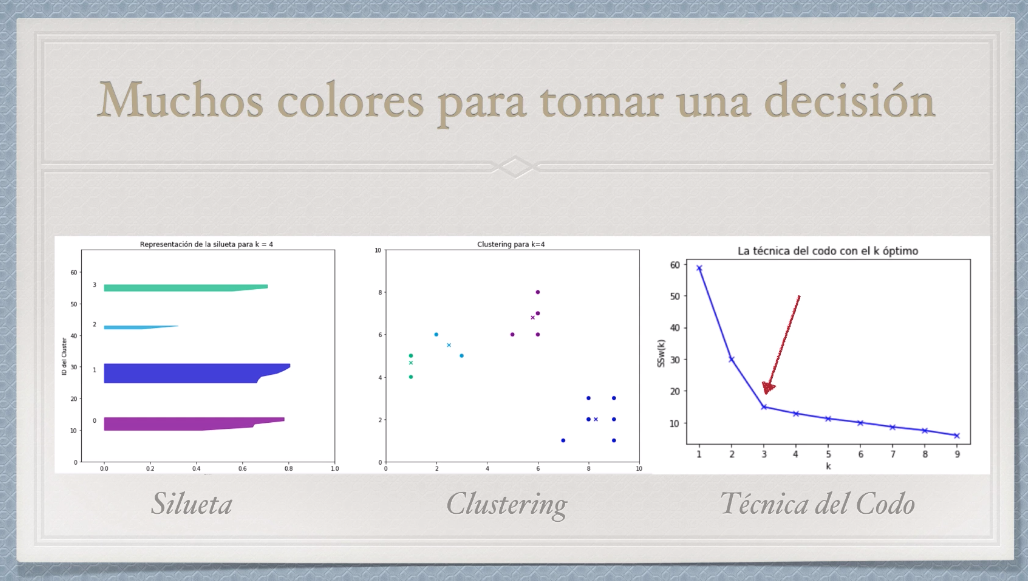 Muchos colores para tomar una decisión
Representación de la silueta para k = 4
ID del Cluster
60
50
40
30
20
10
0
3
2
1
0
0.0 0.2 0.4 0.6 0.8 1.0
Clustering para k=4
10
8
6
4
2
0
0 2 4 6 8 10
La técnica del codo con el k óptimo
SSw(k)
60
50
40
30
20
10
1 2 3 4 5 6 7 8 9
k
Silueta
Clustering
Técnica del Codo